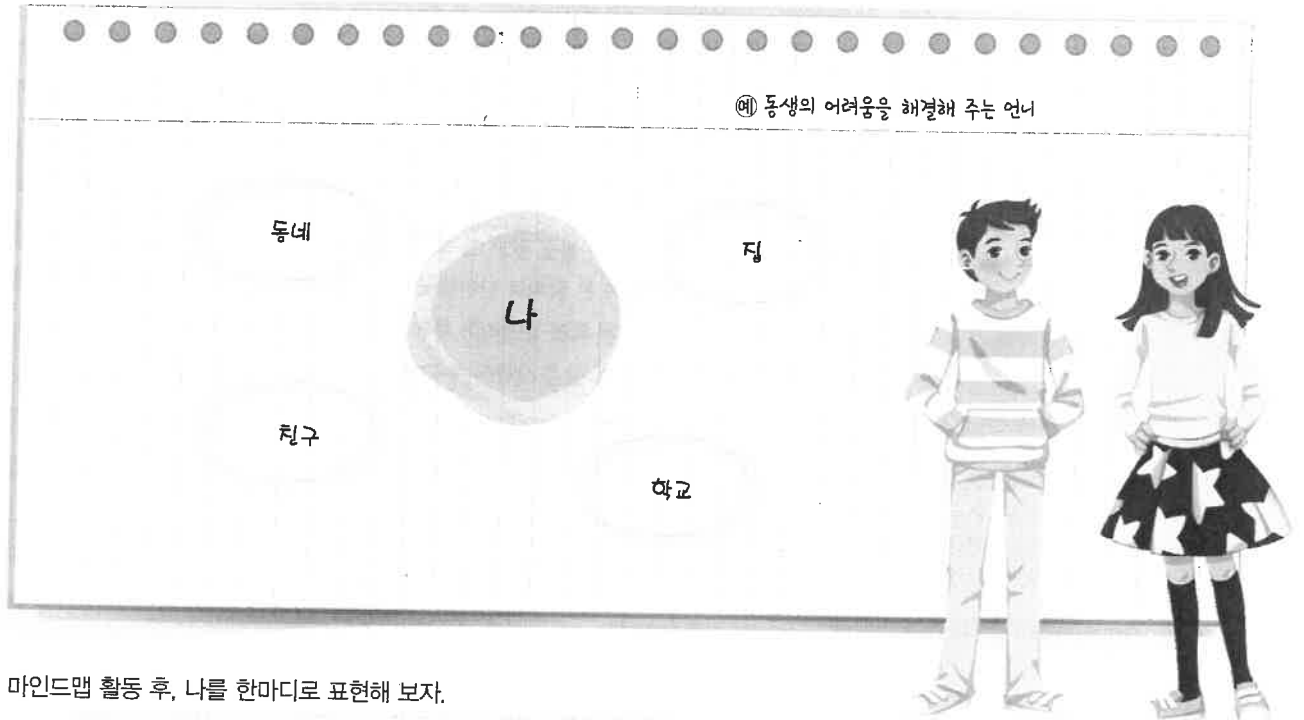 예 동생의 어려움을 해결해 주는 언니
동네
집
나
친구
학교
마인드맵 활동 후, 나를 한마디로 표현해 보자.